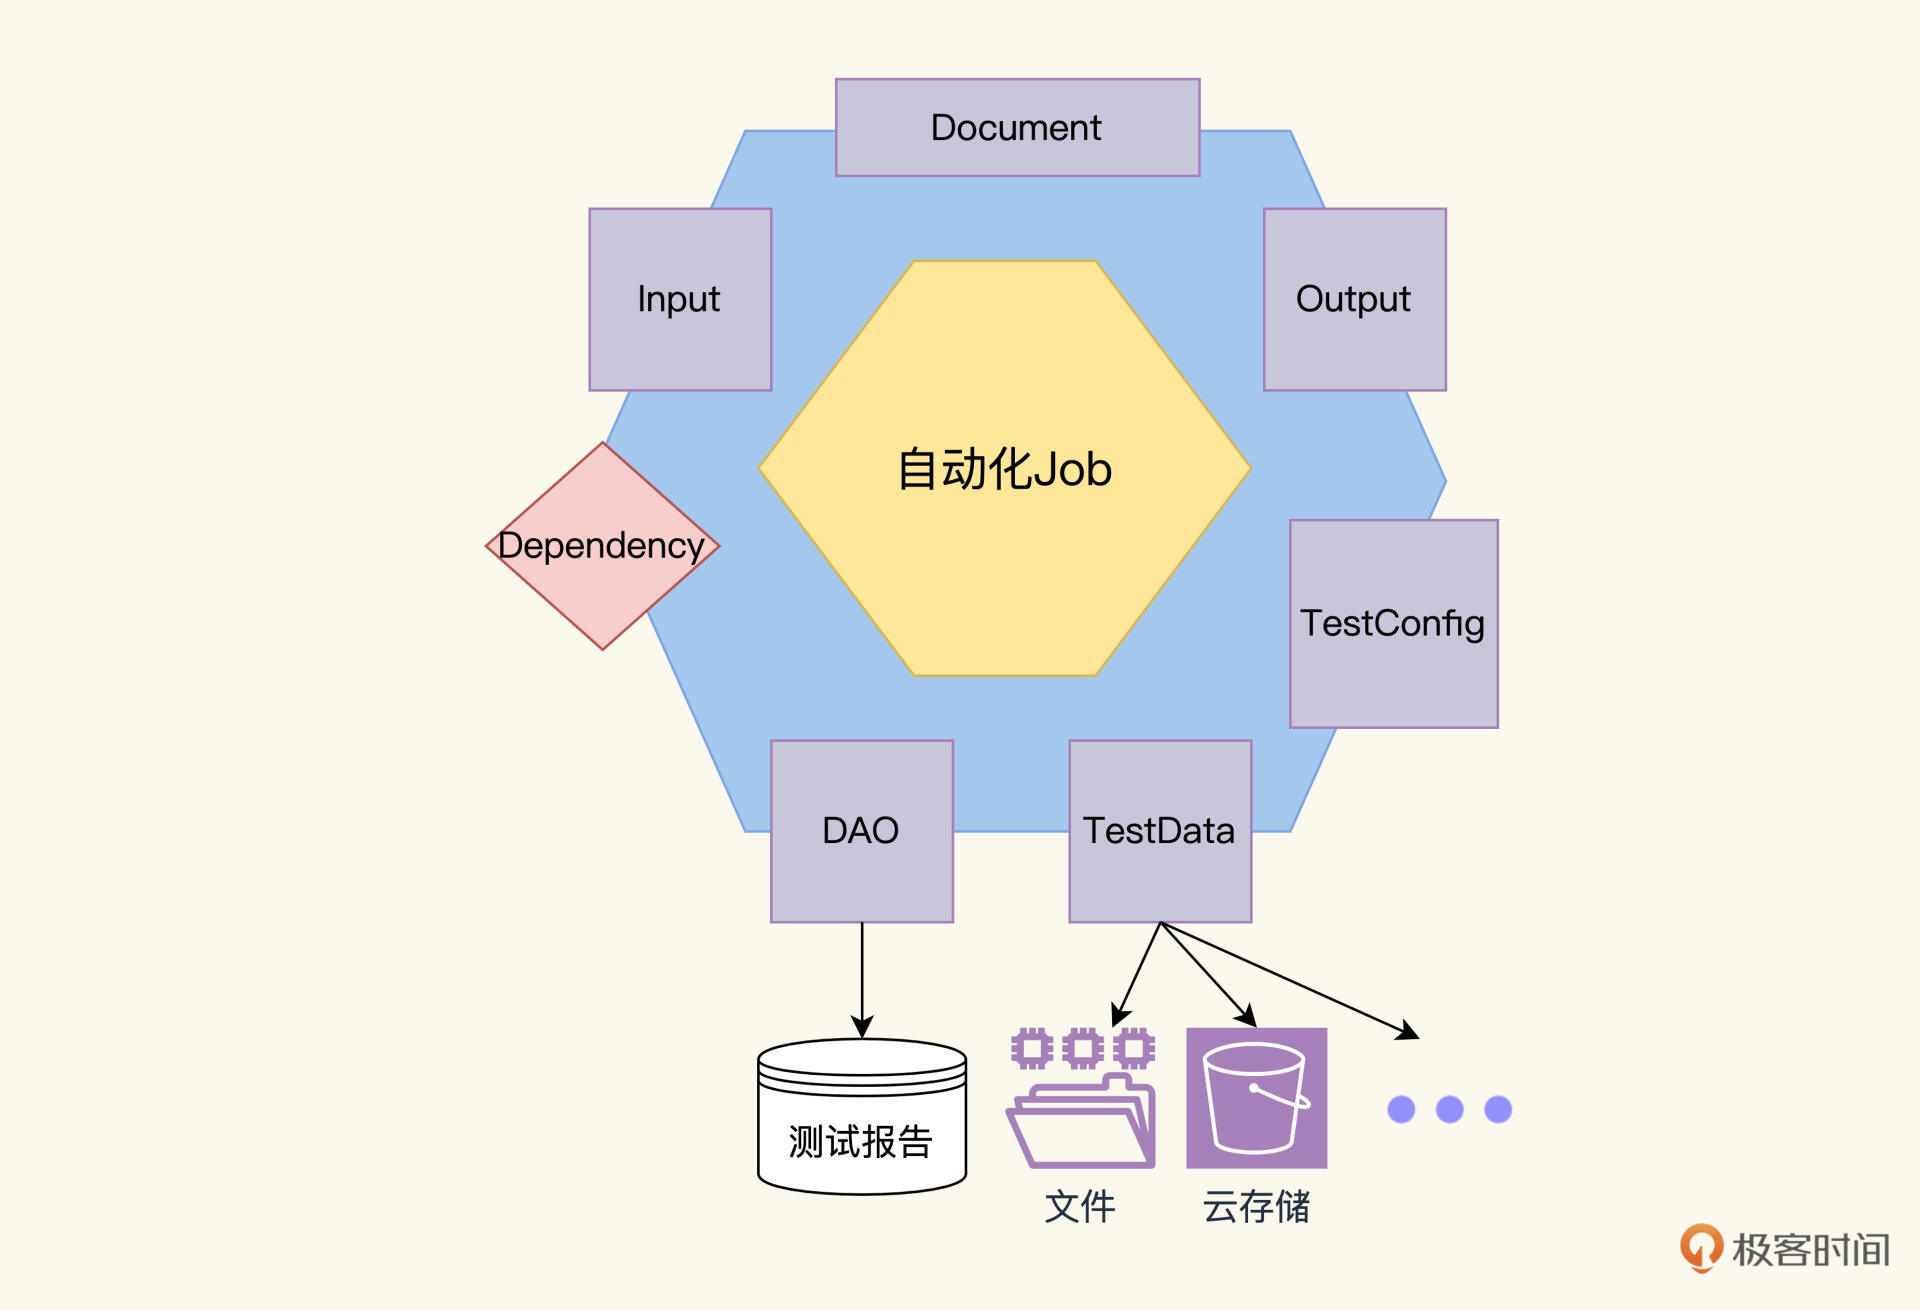 Document
Input
Output
自动化Job
Dependency
TestConfig
DAO
TestData
测试报告
文件
云存储
极客时间